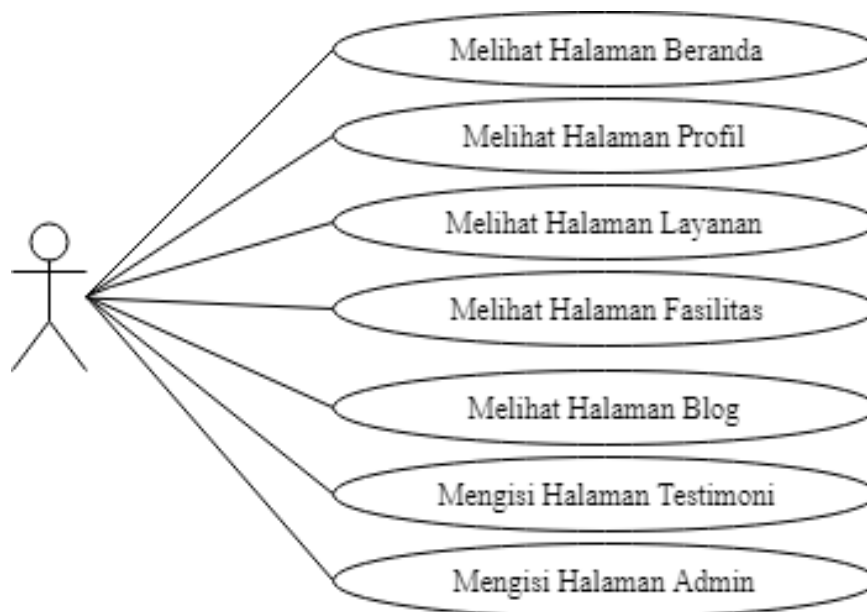 Melihat Halaman Beranda
Melihat Halaman Profil
Melihat Halaman Layanan
Melihat Halaman Fasilitas
Melihat Halaman Blog
Mengisi Halaman Testimoni
Mengisi Halaman Admin